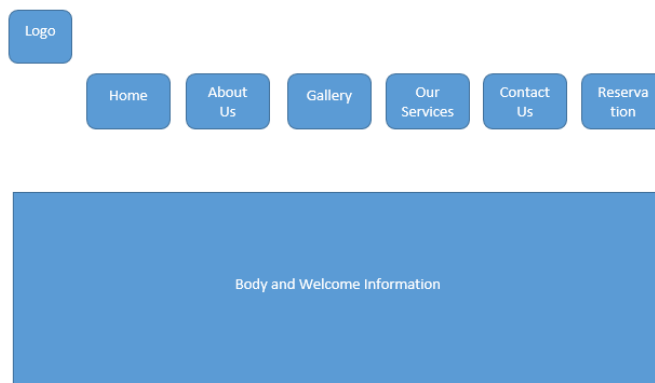 Logo
Home
About
Us
Gallery
Our
Services
Contact
Us
Reserva
tion
Body and Welcome Information